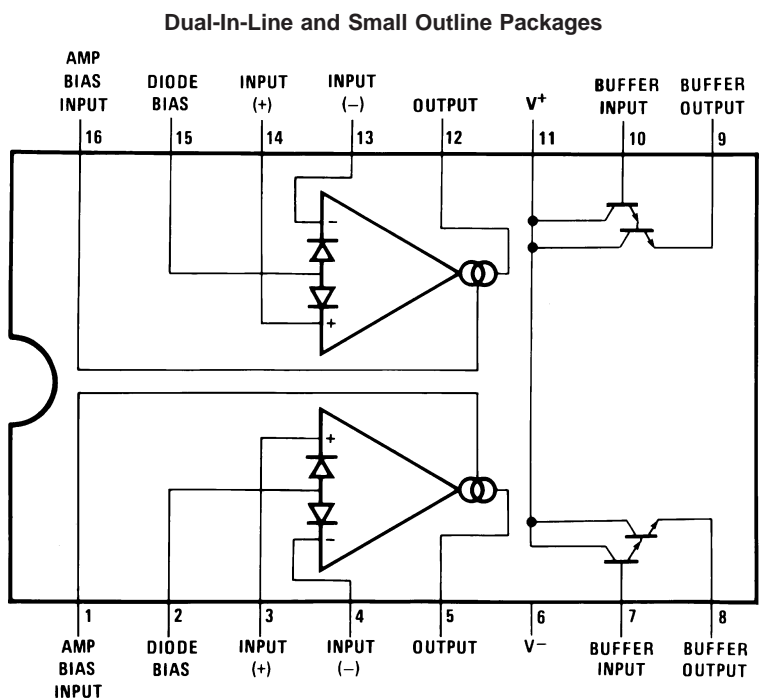 Dual-In-Line and Small Outline Packages
AMP
BIAS
INPUT
DIODE
BIAS
INPUT
(+)
INPUT
(−)
OUTPUT
V+
BUFFER
INPUT
BUFFER
OUTPUT
16
15
14
13
12
11
10
9
−
+
+
−
1
2
3
4
5
6
7
8
AMP
BIAS
INPUT
DIODE
BIAS
INPUT
(+)
INPUT
(−)
OUTPUT
V−
BUFFER
INPUT
BUFFER
OUTPUT